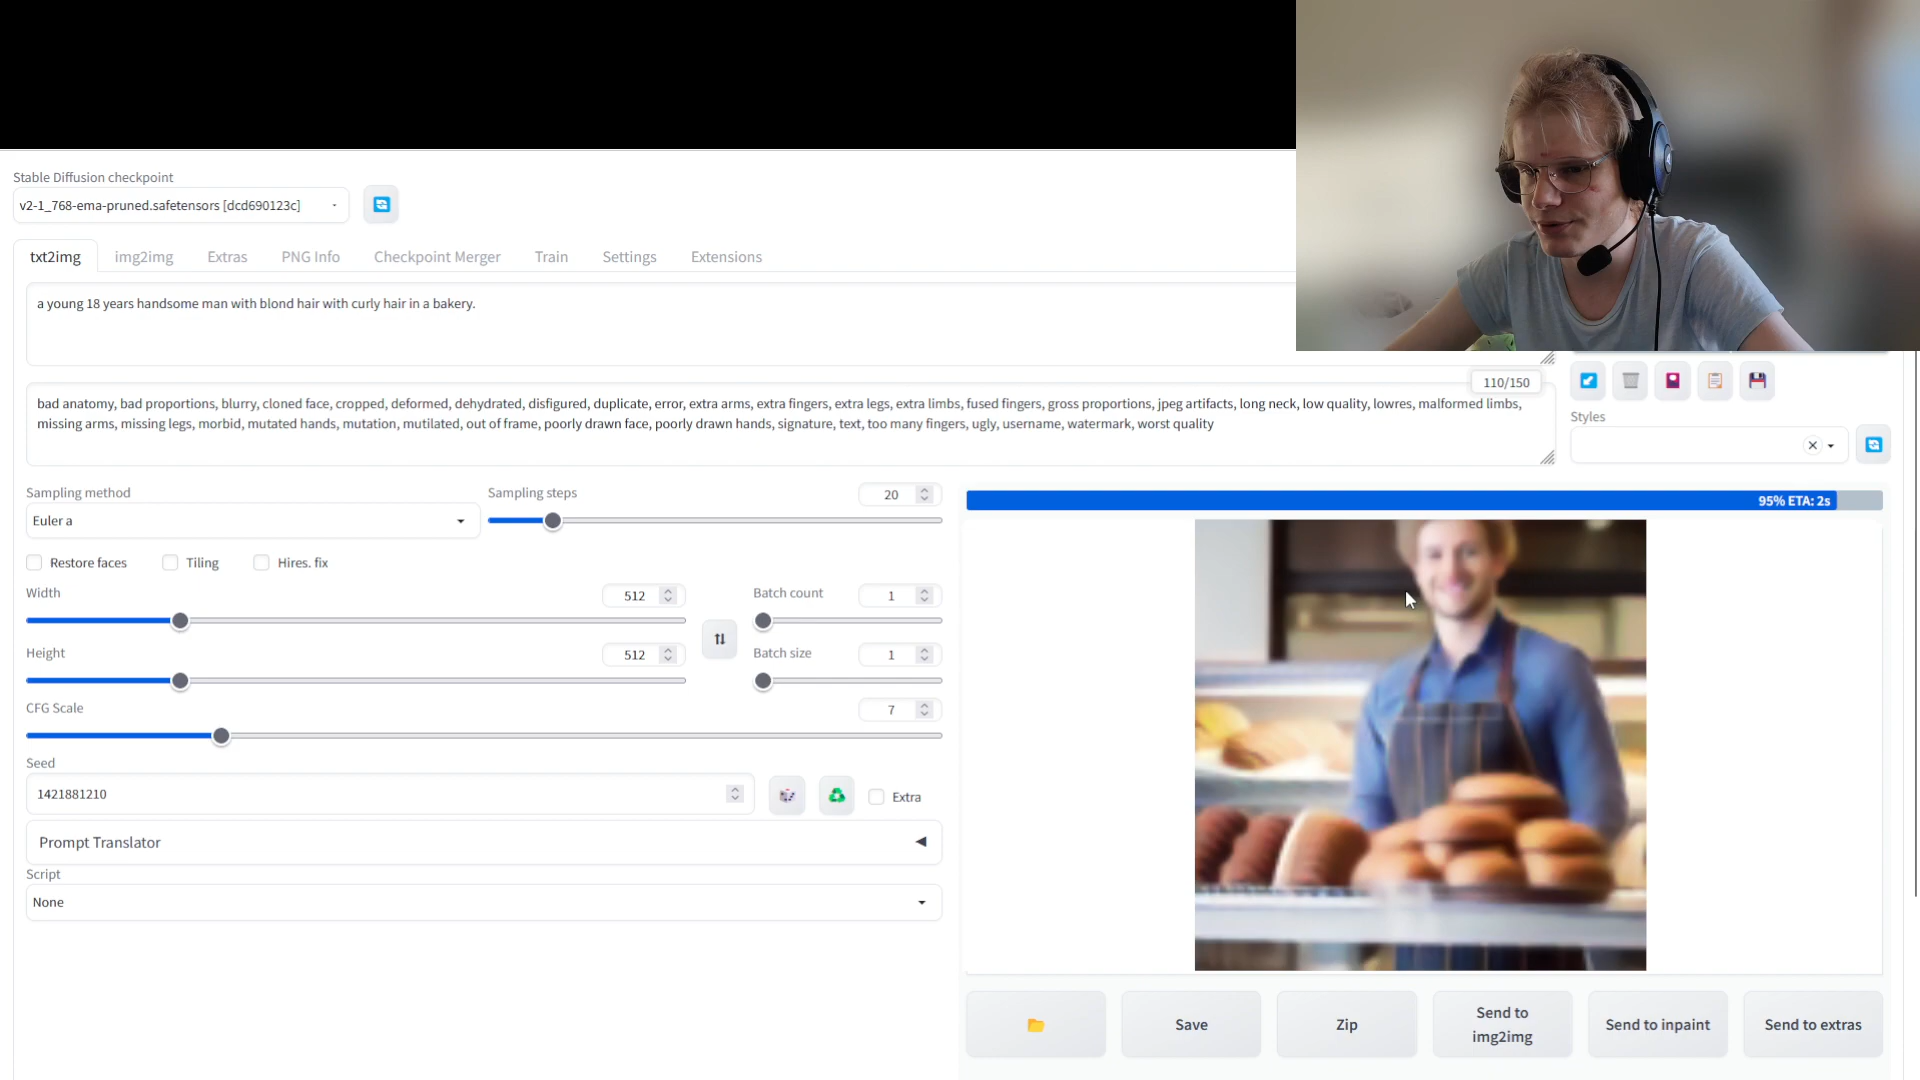 Stable Diffusion checkpoint
v2-1_768-ema-pruned.safetensors [dcd690123c]
txt2img img2img Extras PNG Info Checkpoint Merger Train Settings Extensions
a young 18 years handsome man with blond hair with curly hair in a bakery.
110/150
bad anatomy, bad proportions, blurry, cloned face, cropped, deformed, dehydrated, disfigured, duplicate, error, extra arms, extra fingers, extra legs, extra limbs, fused fingers, gross proportions, jpeg artifacts, long neck, low quality, lowres, malformed limbs,
missing arms, missing legs, morbid, mutated hands, mutation, mutilated, out of frame, poorly drawn face, poorly drawn hands, signature, text, too many fingers, ugly, username, watermark, worst quality
Styles
Sampling method
Euler a
Sampling steps
20
95% ETA: 2s
Restore faces Tiling Hires. fix
Width
512
Batch count
1
Height
512
Batch size
1
CFG Scale
7
Seed
1421881210
Extra
Prompt Translator
Script
None
Save
Zip
Send to
img2img
Send to inpaint
Send to extras